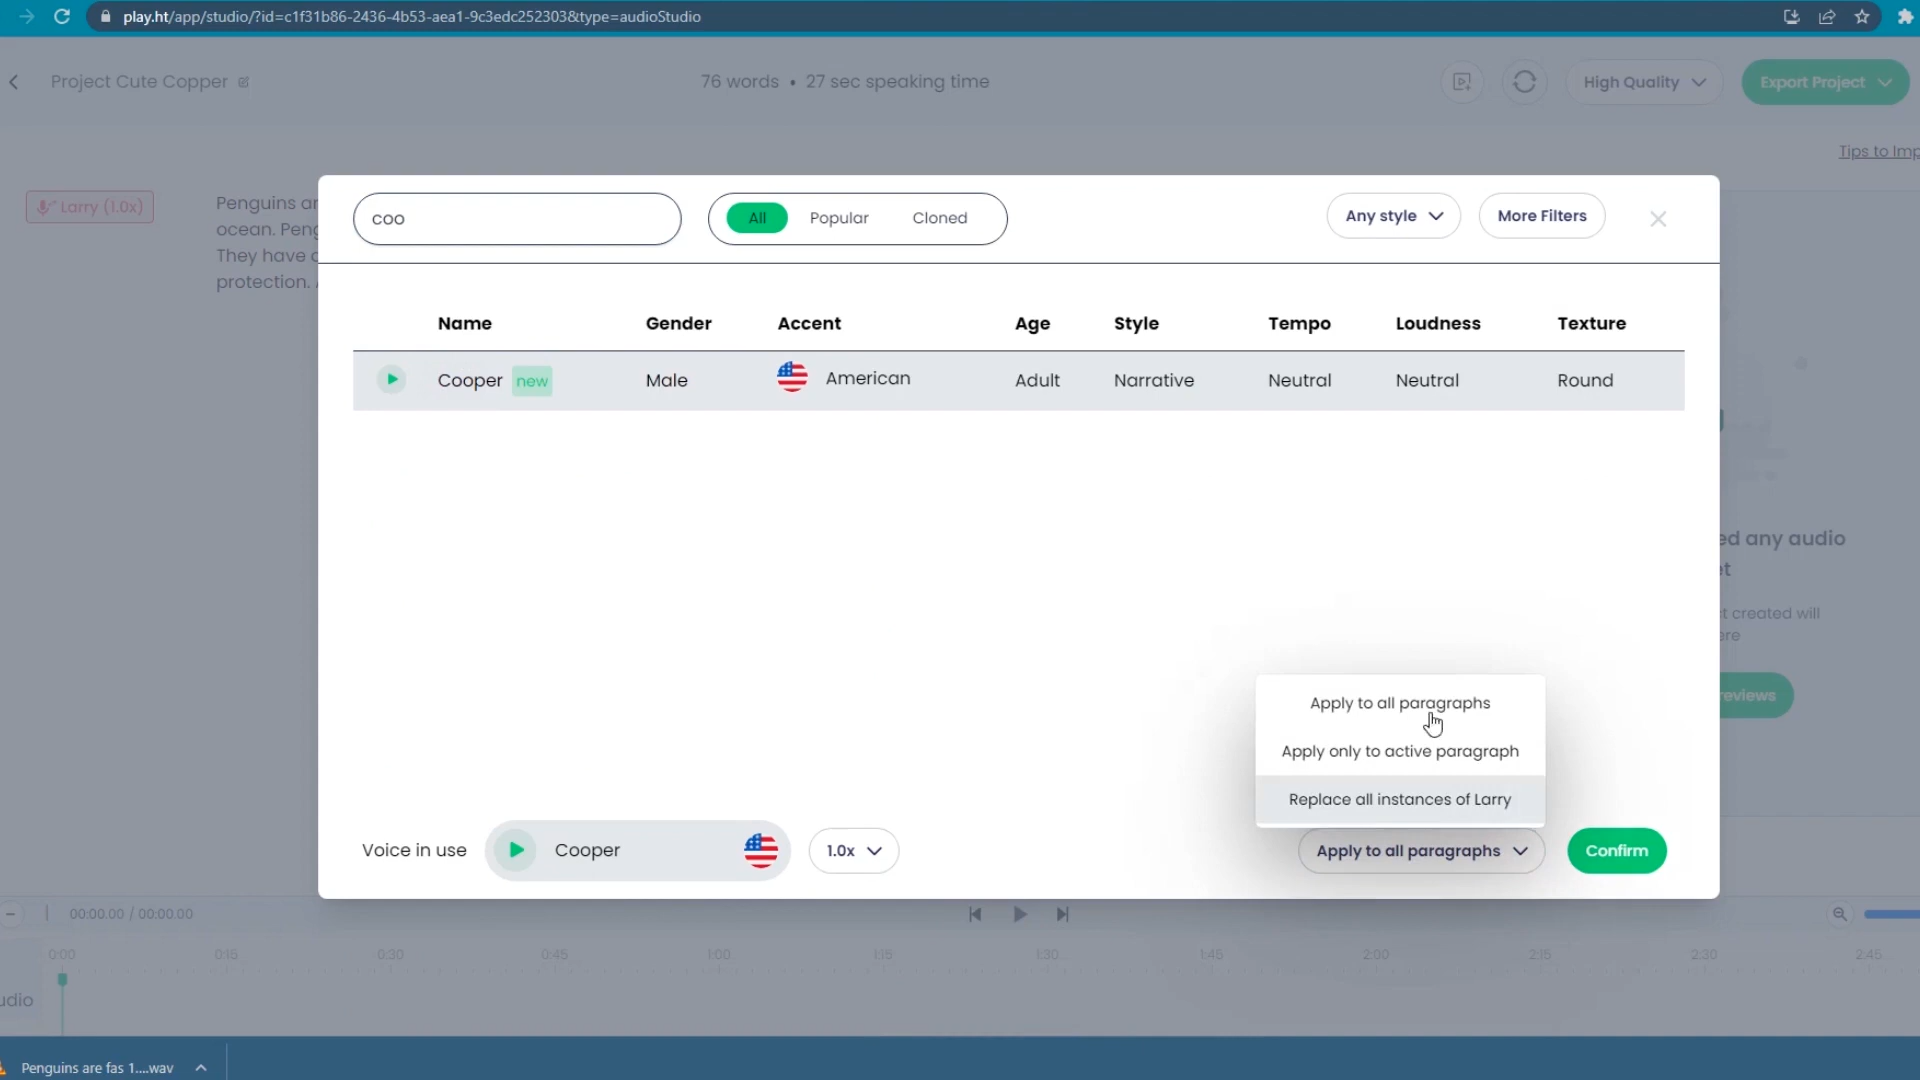 play.ht/app/studio/?id=c1f31b86-2436-4b53-aea1-9c3edc252303&type=audioStudio
Project Cute Copper
76 words • 27 sec speaking time
High Quality
Export Project
Tips to Imp
Larry (1.0x)
Penguins ar
ocean. Peng
They have c
protection.
coo
All
Popular
Cloned
Any style
More Filters
Name Gender Accent Age Style Tempo Loudness Texture
Cooper new Male American Adult Narrative Neutral Neutral Round
ed any audio
et
t created will
ere
reviews
Apply to all paragraphs
Apply only to active paragraph
Replace all instances of Larry
Voice in use
Cooper
1.0x
Apply to all paragraphs
Confirm
00:00.00 / 00:00.00
0:00 0:15 0:30 0:45 1:00 1:15 1:30 1:45 2:00 2:15 2:30 2:45
udio
Penguins are fas 1....wav